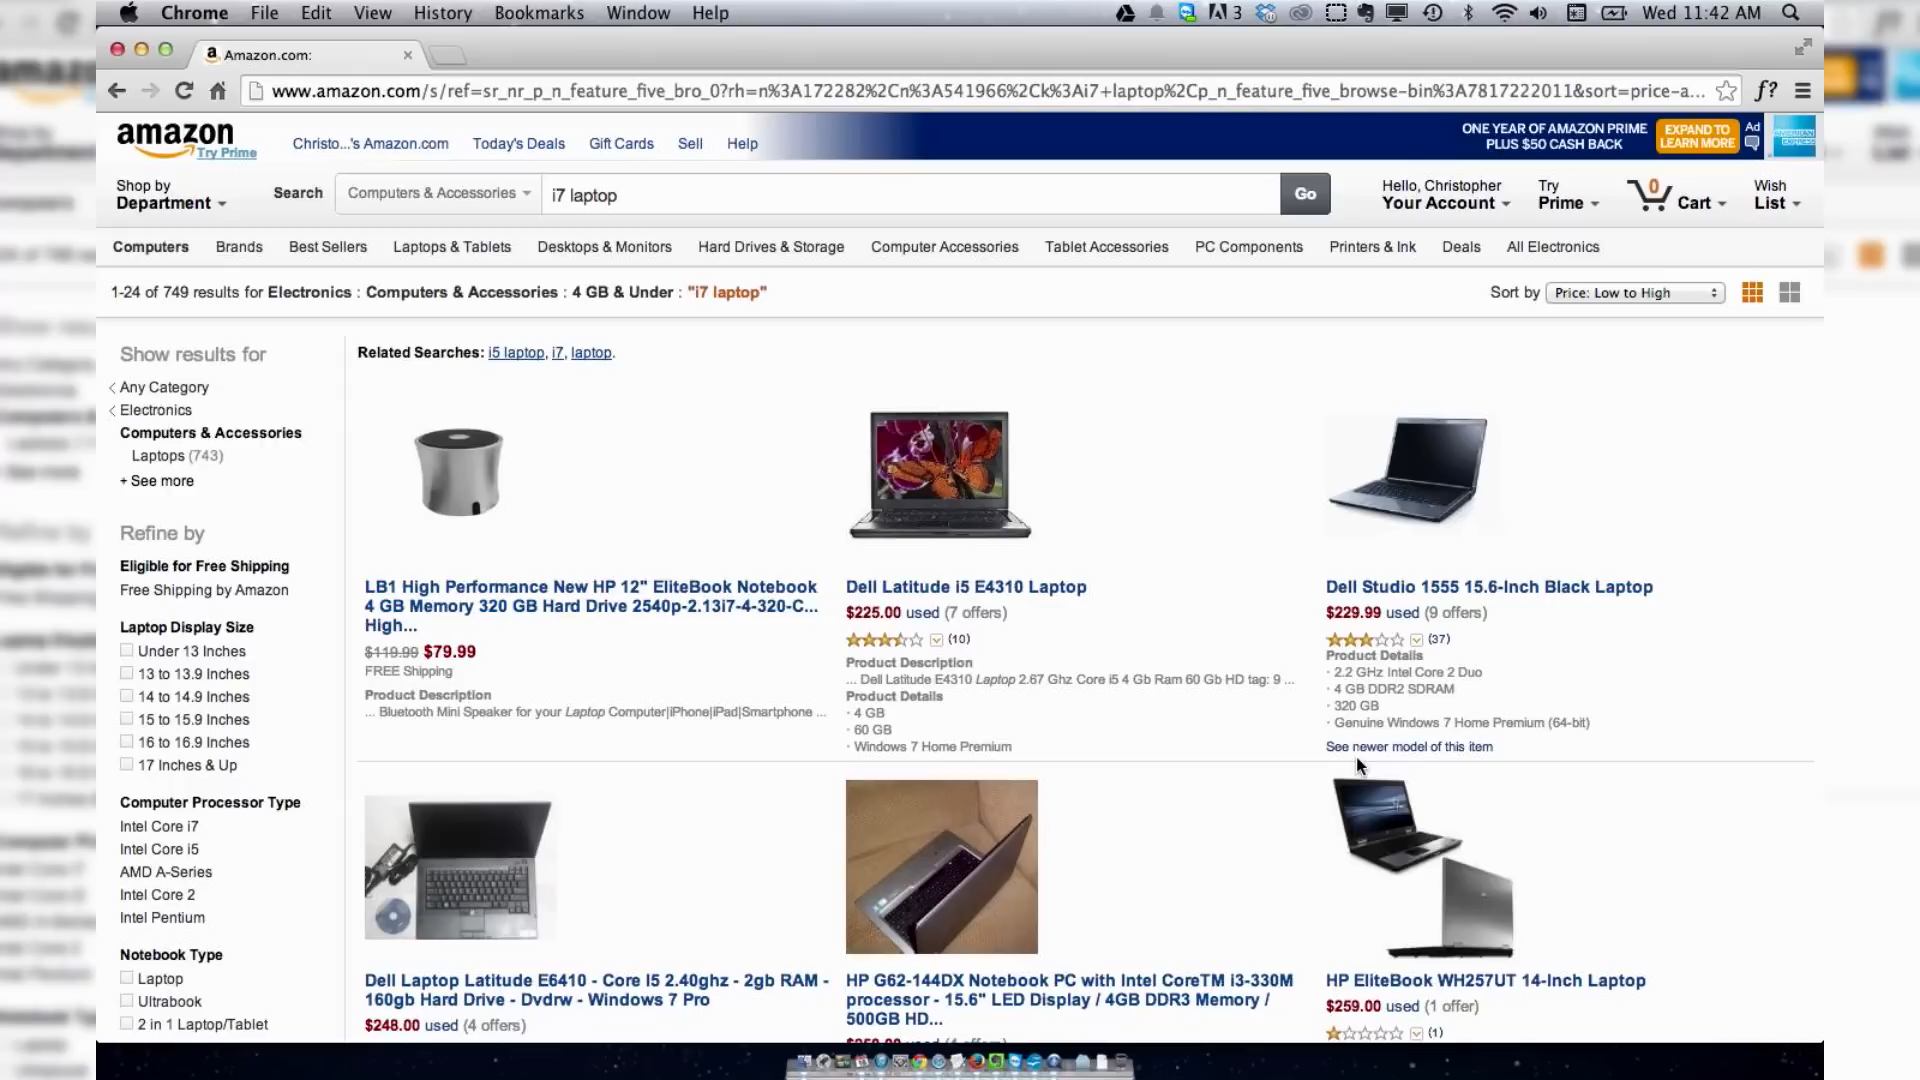 Chrome File Edit View History Bookmarks Window Help
3
Wed 11:42 AM
Amazon.com:
www.amazon.com/s/ref=sr_nr_p_n_feature_five_bro_0?rh=n%3A172282%2Cn%3A541966%2Ck%3Ai7+laptop%2Cp_n_feature_five_browse-bin%3A7817222011&sort=price-a... f?
amazon
Try Prime
Christo...'s Amazon.com Today's Deals Gift Cards Sell Help
ONE YEAR OF AMAZON PRIME
PLUS $50 CASH BACK
EXPAND TO
LEARN MORE
Ad
AMERICAN
EXPRESS
Shop by
Department
Search
Computers & Accessories
i7 laptop
Go
Hello, Christopher
Your Account
Try
Prime
0
Cart
Wish
List
Computers Brands Best Sellers Laptops & Tablets Desktops & Monitors Hard Drives & Storage Computer Accessories Tablet Accessories PC Components Printers & Ink Deals All Electronics
1-24 of 749 results for Electronics : Computers & Accessories : 4 GB & Under : "i7 laptop"
Sort by Price: Low to High
Show results for
Any Category
Electronics
Computers & Accessories
Laptops (743)
+ See more
Refine by
Eligible for Free Shipping
Free Shipping by Amazon
Laptop Display Size
Under 13 Inches
13 to 13.9 Inches
14 to 14.9 Inches
15 to 15.9 Inches
16 to 16.9 Inches
17 Inches & Up
Computer Processor Type
Intel Core i7
Intel Core i5
AMD A-Series
Intel Core 2
Intel Pentium
Notebook Type
Laptop
Ultrabook
2 in 1 Laptop/Tablet
Related Searches: i5 laptop, i7, laptop.
LB1 High Performance New HP 12" EliteBook Notebook
4 GB Memory 320 GB Hard Drive 2540p-2.13i7-4-320-C...
High...
$119.99 $79.99
FREE Shipping
Product Description
... Bluetooth Mini Speaker for your Laptop Computer|iPhone|iPad|Smartphone ...
Dell Latitude i5 E4310 Laptop
$225.00 used (7 offers)
(10)
Product Description
... Dell Latitude E4310 Laptop 2.67 Ghz Core i5 4 Gb Ram 60 Gb HD tag: 9 ...
Product Details
· 4 GB
· 60 GB
· Windows 7 Home Premium
Dell Studio 1555 15.6-Inch Black Laptop
$229.99 used (9 offers)
(37)
Product Details
· 2.2 GHz Intel Core 2 Duo
· 4 GB DDR2 SDRAM
· 320 GB
· Genuine Windows 7 Home Premium (64-bit)
See newer model of this item
Dell Laptop Latitude E6410 - Core I5 2.40ghz - 2gb RAM -
160gb Hard Drive - Dvdrw - Windows 7 Pro
$248.00 used (4 offers)
HP G62-144DX Notebook PC with Intel CoreTM i3-330M
processor - 15.6" LED Display / 4GB DDR3 Memory /
500GB HD...
HP EliteBook WH257UT 14-Inch Laptop
$259.00 used (1 offer)
(1)